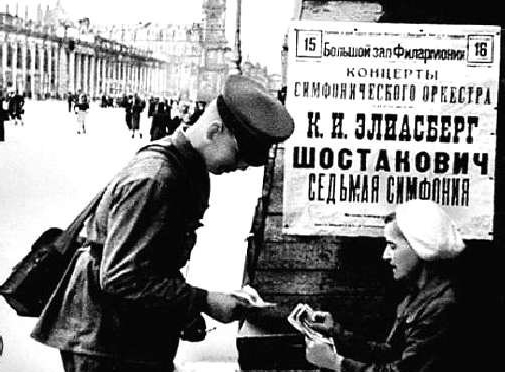 15 Большой зал Филармонии 16
КОНЦЕРТЫ
СИМФОНИЧЕСКОГО ОРКЕСТРА
К. И. ЭЛИАСБЕРГ
ШОСТАКОВИЧ
СЕДЬМАЯ СИМФОНИЯ